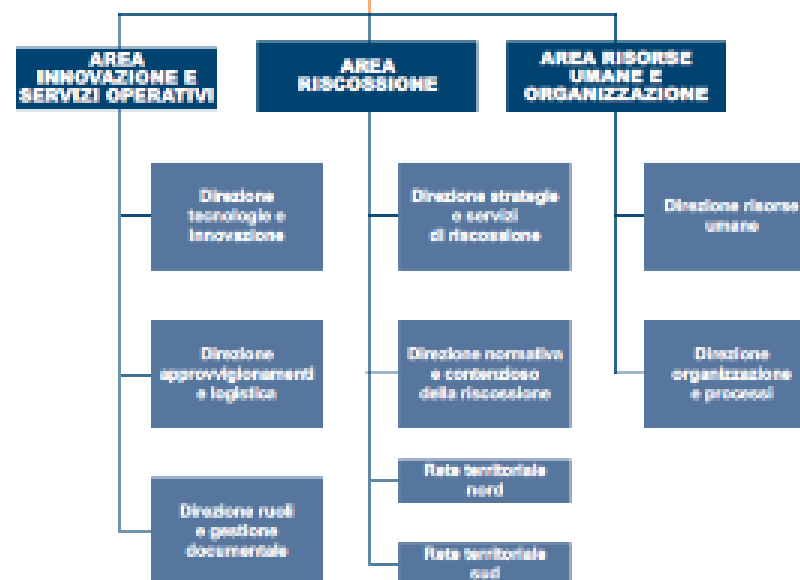 AREA
INNOVAZIONE E
SERVIZI OPERATIVI
AREA
RISCOSSIONE
AREA RISORSE
UMANE E
ORGANIZZAZIONE
Direzione
tecnologie e
innovazione
Direzione strategie
e servizi
di riscossione
Direzione risorse
umane
Direzione
approvvigionamenti
e logistica
Direzione normativa
e contenzioso
della riscossione
Direzione
organizzazione
e processi
Direzione ruoli
e gestione
documentale
Rete territoriale
nord
Rete territoriale
sud